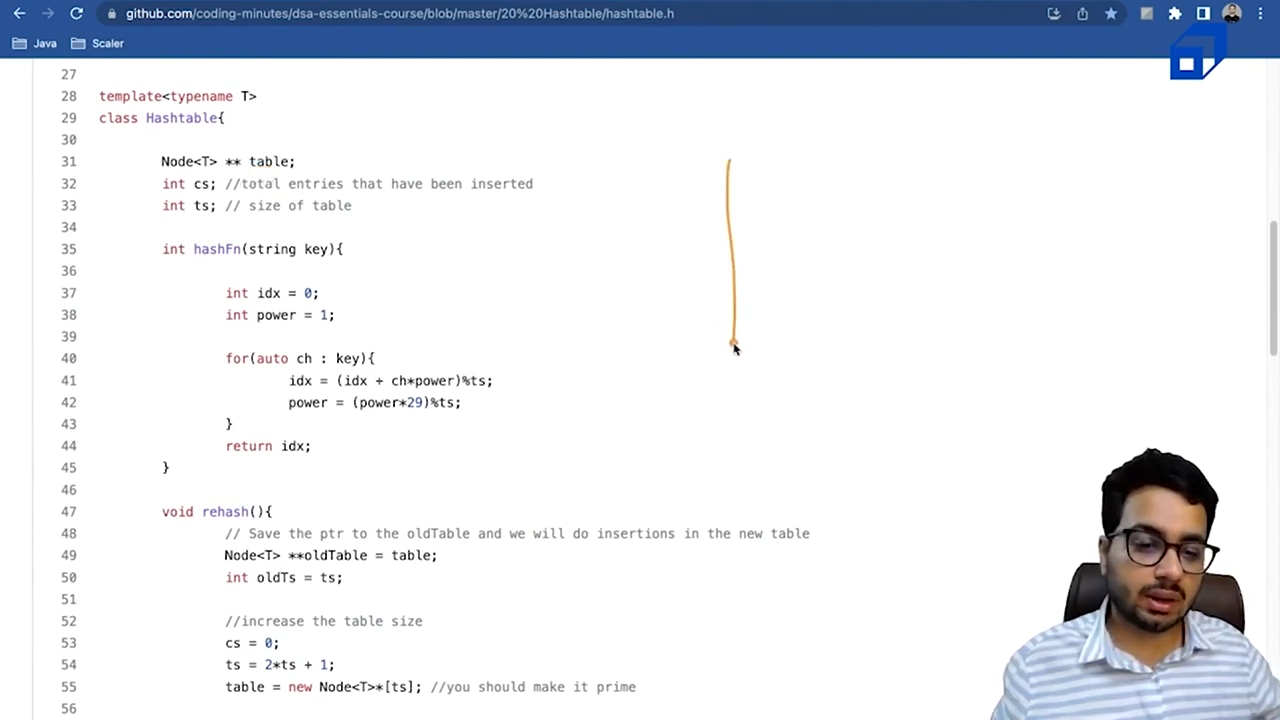 github.com/coding-minutes/dsa-essentials-course/blob/master/20%20Hashtable/hashtable.h
Java Scaler
27
28 template<typename T>
29 class Hashtable{
30
31 Node<T> ** table;
32 int cs; //total entries that have been inserted
33 int ts; // size of table
34
35 int hashFn(string key){
36
37 int idx = 0;
38 int power = 1;
39
40 for(auto ch : key){
41 idx = (idx + ch*power)%ts;
42 power = (power*29)%ts;
43 }
44 return idx;
45 }
46
47 void rehash(){
48 // Save the ptr to the oldTable and we will do insertions in the new table
49 Node<T> **oldTable = table;
50 int oldTs = ts;
51
52 //increase the table size
53 cs = 0;
54 ts = 2*ts + 1;
55 table = new Node<T>*[ts]; //you should make it prime
56